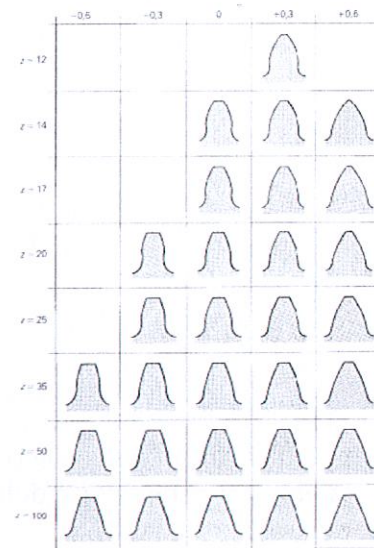 −0,6 −0,3 0 +0,3 +0,6
z = 12
z = 14
z = 17
z = 20
z = 25
z = 35
z = 50
z = 100